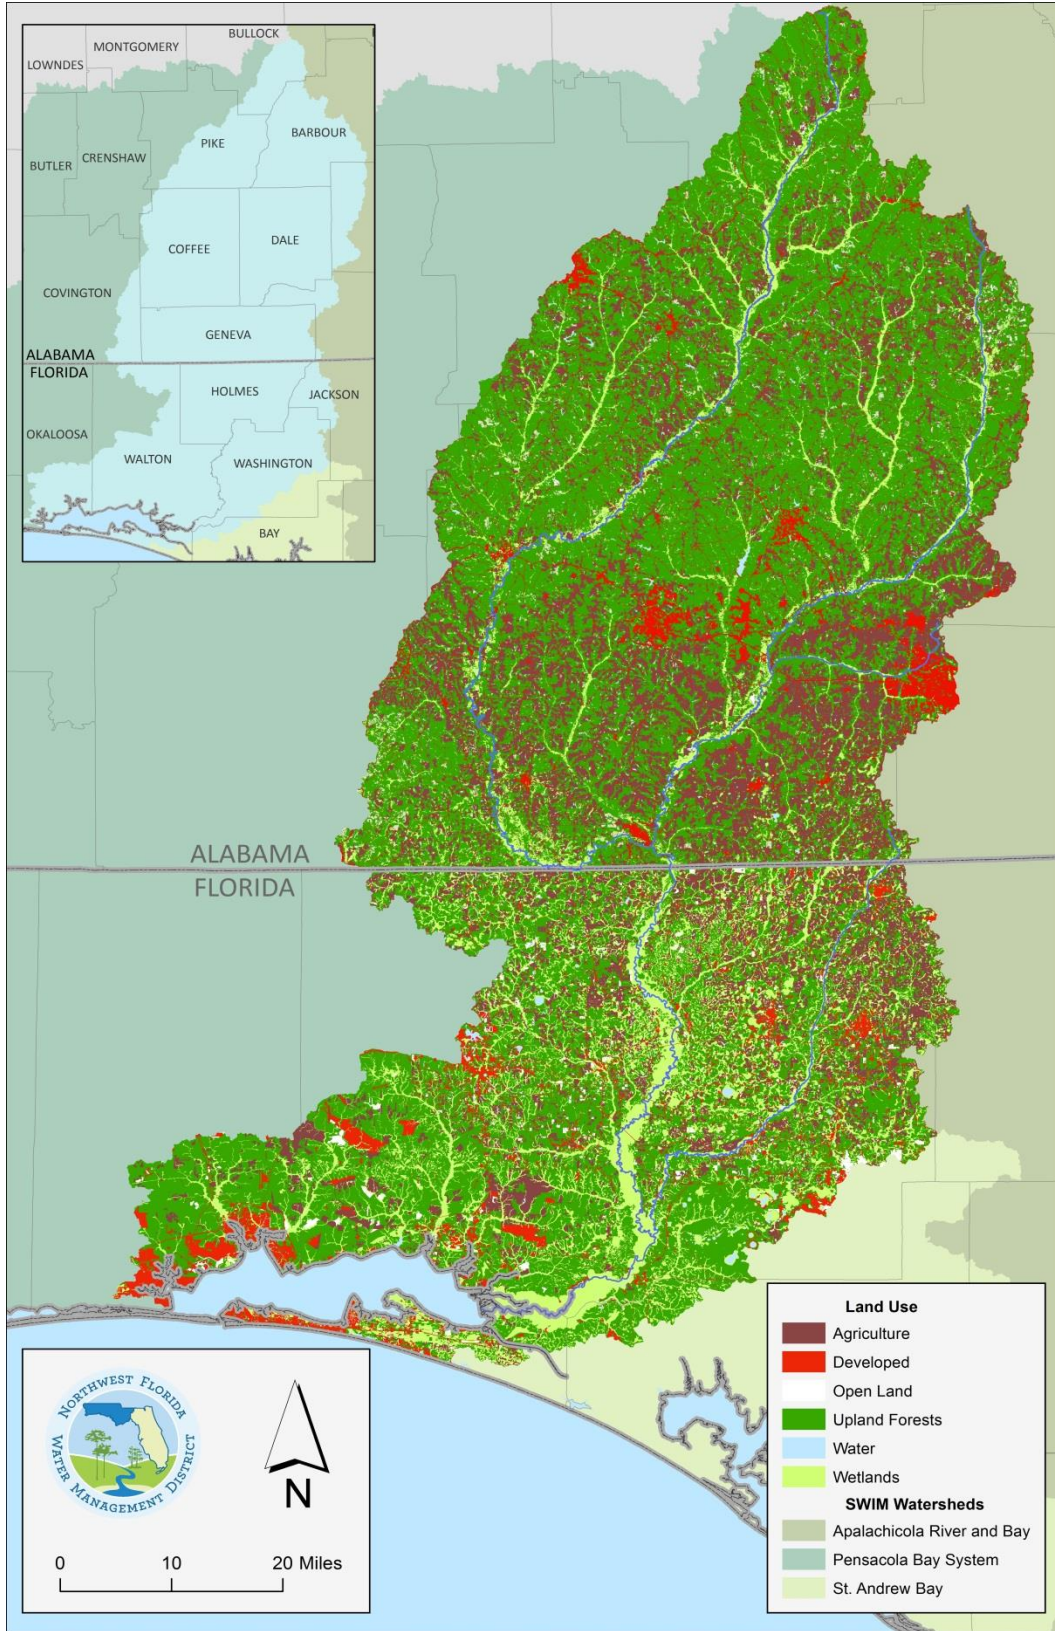 BULLOCK
MONTGOMERY
LOWNDES
BARBOUR
PIKE
CRENSHAW
BUTLER
COFFEE
DALE
COVINGTON
GENEVA
ALABAMA
FLORIDA
HOLMES
JACKSON
OKALOOSA
WALTON
WASHINGTON
BAY
ALABAMA
FLORIDA
Land Use
Agriculture
Developed
Open Land
Upland Forests
Water
Wetlands
SWIM Watersheds
Apalachicola River and Bay
Pensacola Bay System
St. Andrew Bay
NORTHWEST FLORIDA
WATER MANAGEMENT DISTRICT
N
0 10 20 Miles